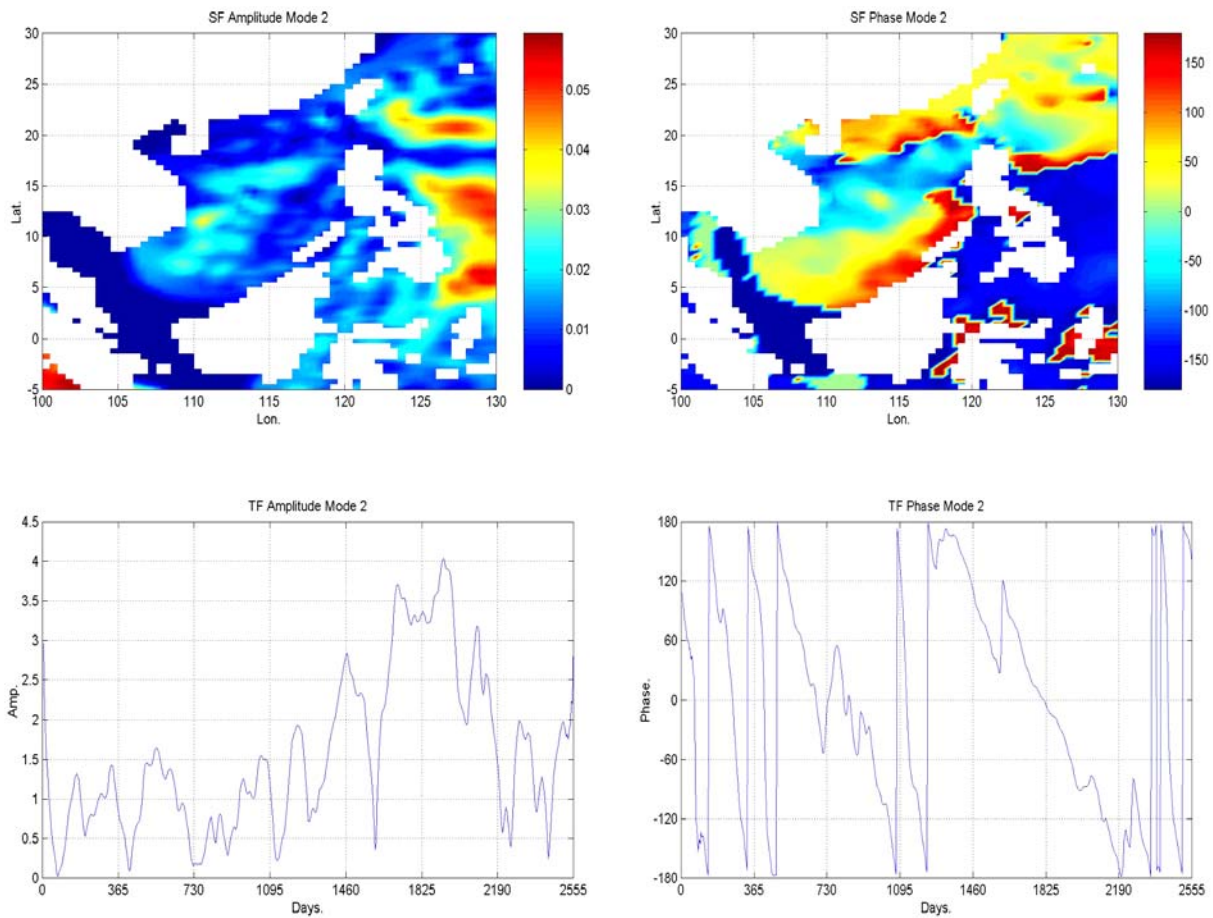 SF Amplitude Mode 2
30
25
20
15
10
5
0
-5
Lat.
100 105 110 115 120 125 130
Lon.
0.05
0.04
0.03
0.02
0.01
0
SF Phase Mode 2
30
25
20
15
10
5
0
-5
Lat.
100 105 110 115 120 125 130
Lon.
150
100
50
0
-50
-100
-150
TF Amplitude Mode 2
4.5
4
3.5
3
2.5
2
1.5
1
0.5
0
Amp.
0 365 730 1095 1460 1825 2190 2555
Days.
TF Phase Mode 2
180
120
60
0
-60
-120
-180
Phase.
0 365 730 1095 1460 1825 2190 2555
Days.